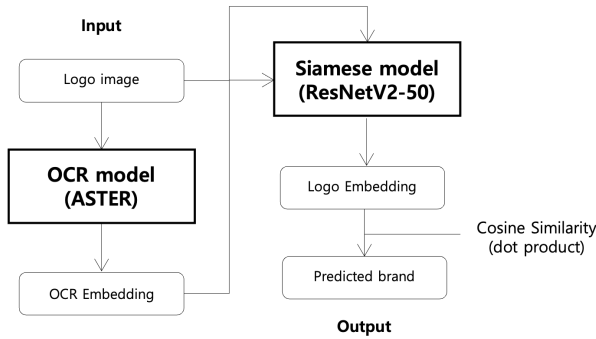 Input
Logo image
OCR model
(ASTER)
OCR Embedding
Siamese model
(ResNetV2-50)
Logo Embedding
Cosine Similarity
(dot product)
Predicted brand
Output